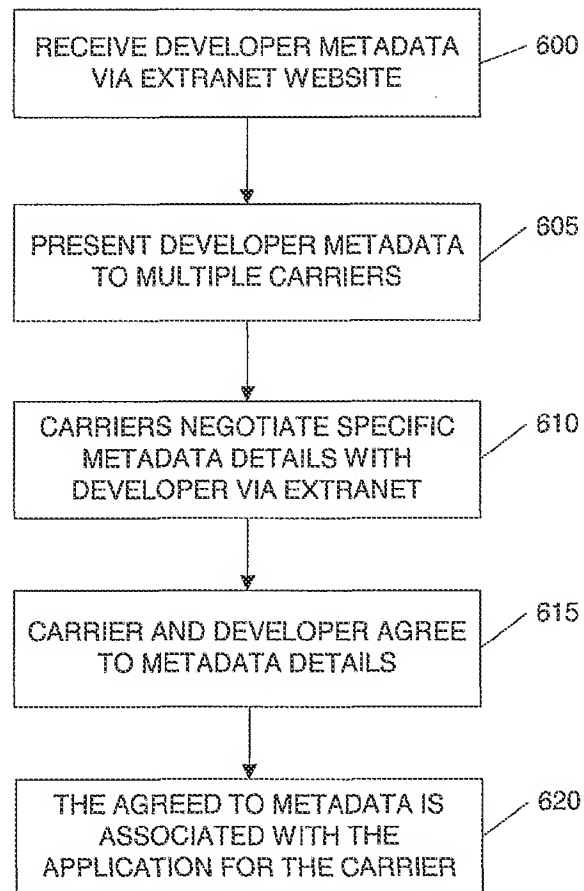 RECEIVE DEVELOPER METADATA
VIA EXTRANET WEBSITE
600
PRESENT DEVELOPER METADATA
TO MULTIPLE CARRIERS
605
CARRIERS NEGOTIATE SPECIFIC
METADATA DETAILS WITH
DEVELOPER VIA EXTRANET
610
CARRIER AND DEVELOPER AGREE
TO METADATA DETAILS
615
THE AGREED TO METADATA IS
ASSOCIATED WITH THE
APPLICATION FOR THE CARRIER
620